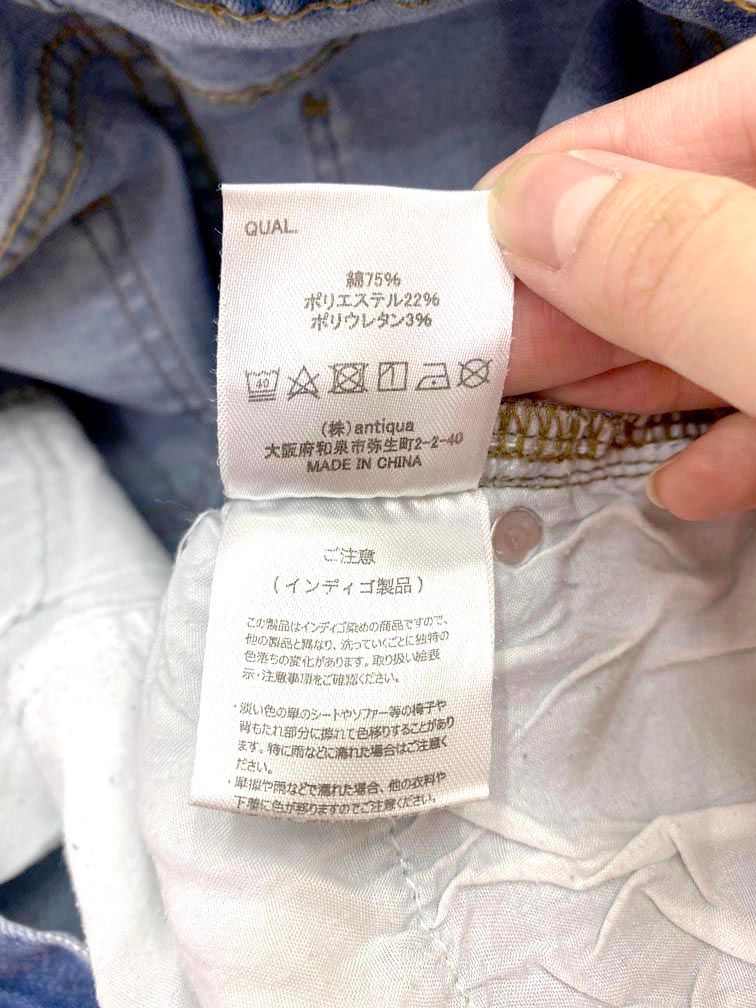 QUAL.
綿75%
ポリエステル22%
ポリウレタン3%
40
(株)antiqua
大阪府和泉市弥生町2-2-40
MADE IN CHINA
ご注意
(インディゴ製品)
この製品はインディゴ染めの商品ですので、
他の製品と異なり、洗っていくごとに独特の
色落ちの変化があります。取り扱い絵表
示・注意事項をご確認ください。
・淡い色の車のシートやソファー等の椅子や
背もたれ部分に擦れて色移りすることがあり
ます。特に雨などに濡れた場合はご注意く
ださい。
・摩擦や雨などで濡れた場合、他の衣料や
下着に色が移りますのでご注意ください。